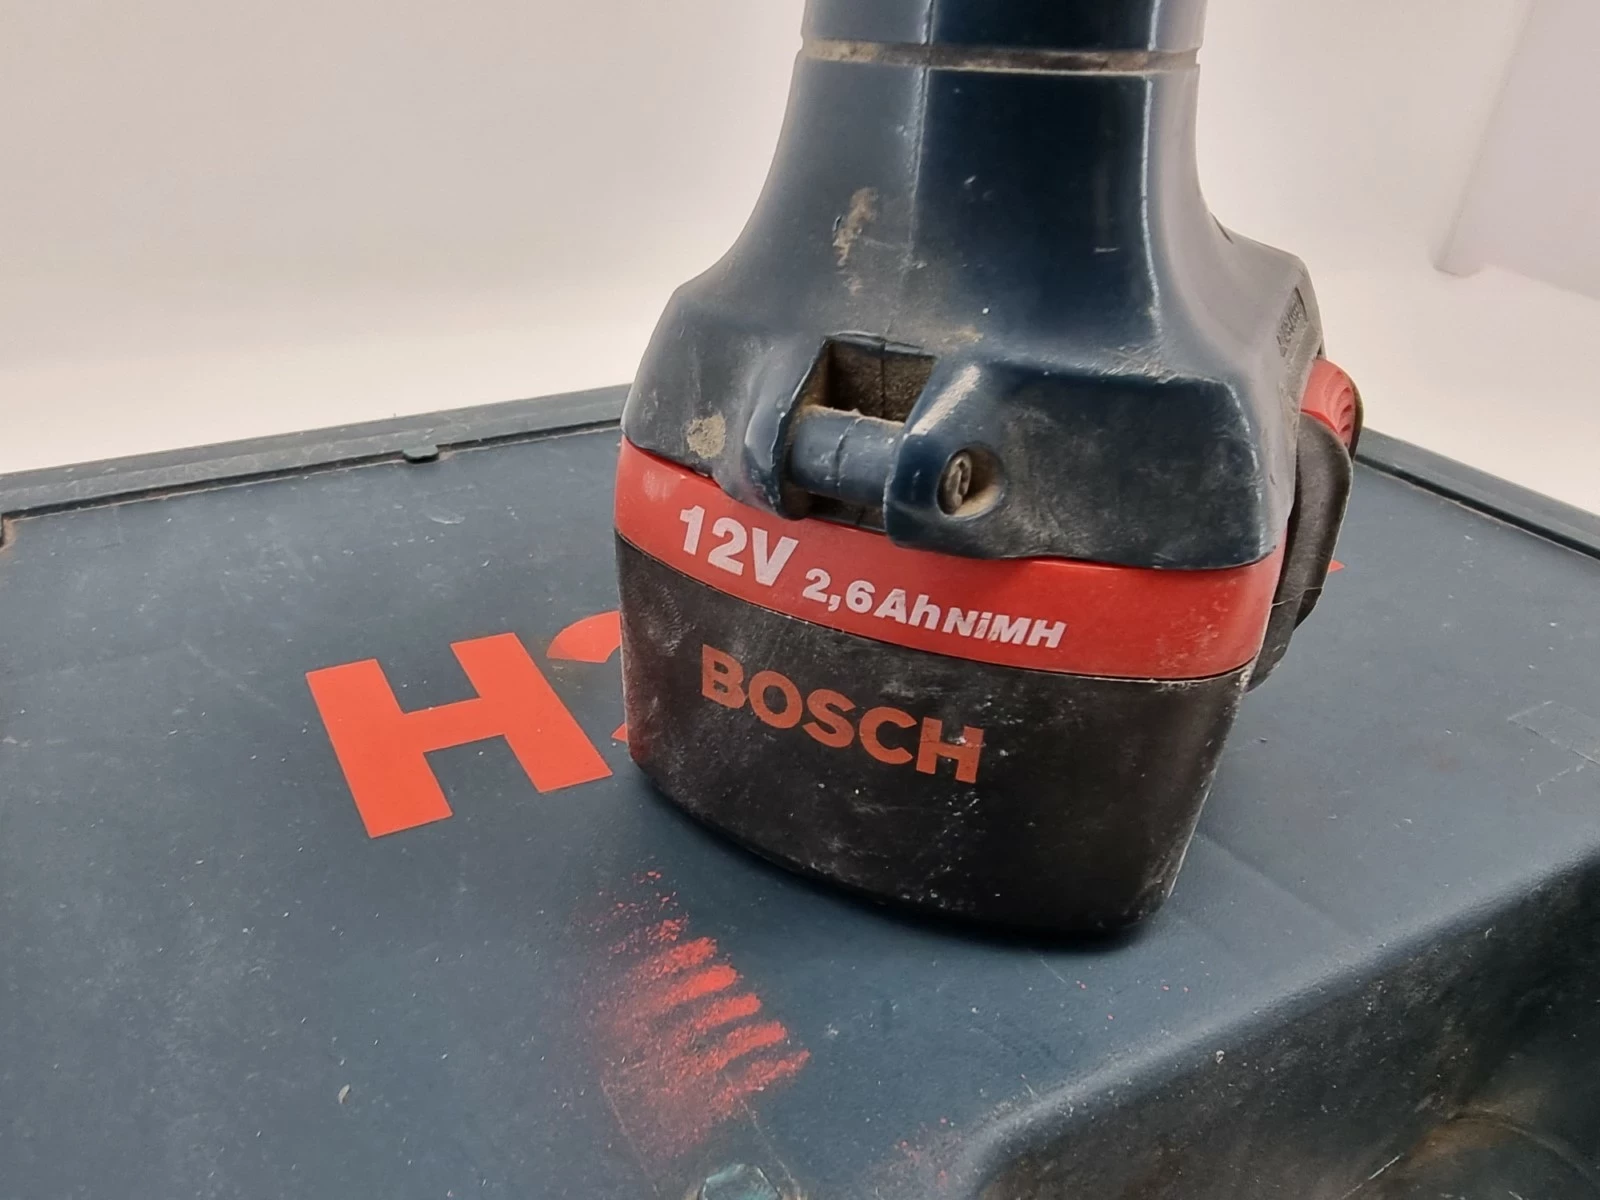 12V 2,6AhNiMH
BOSCH
H